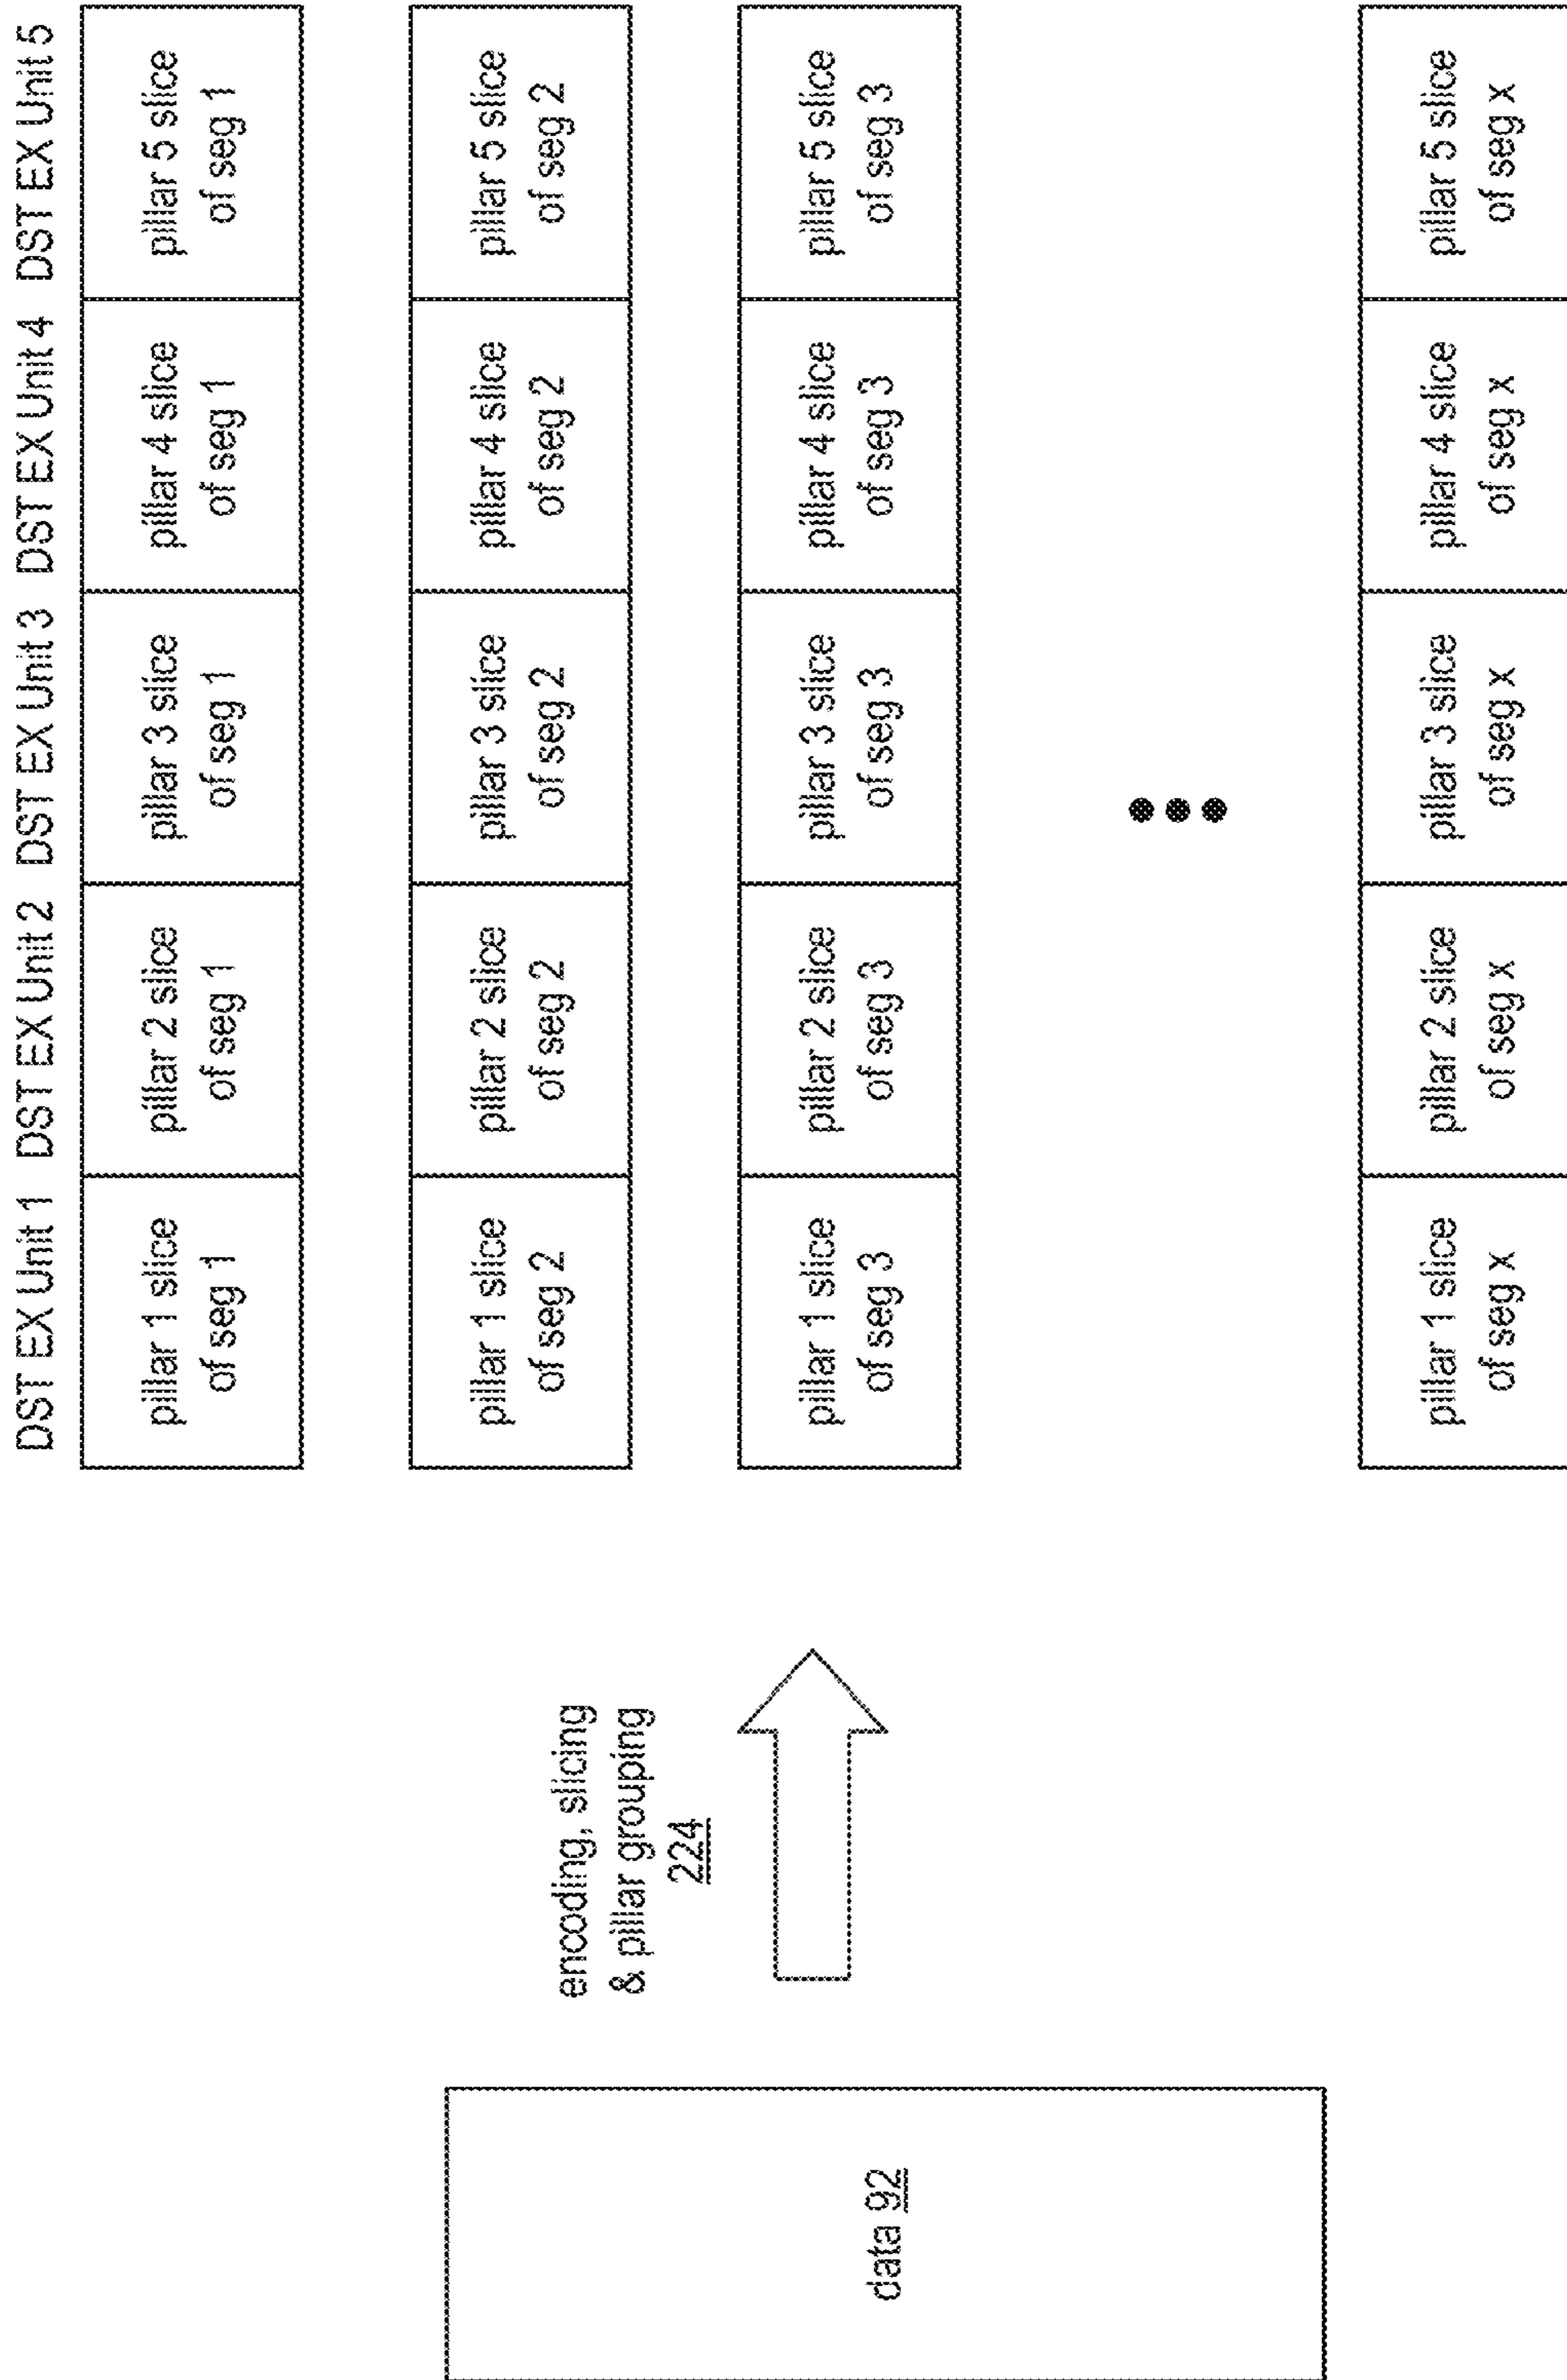 data 92
encoding, slicing
& pillar grouping
224
DST EX Unit 1 DST EX Unit 2 DST EX Unit 3 DST EX Unit 4 DST EX Unit 5
pillar 1 slice
of seg 1
pillar 2 slice
of seg 1
pillar 3 slice
of seg 1
pillar 4 slice
of seg 1
pillar 5 slice
of seg 1
pillar 1 slice
of seg 2
pillar 2 slice
of seg 2
pillar 3 slice
of seg 2
pillar 4 slice
of seg 2
pillar 5 slice
of seg 2
pillar 1 slice
of seg 3
pillar 2 slice
of seg 3
pillar 3 slice
of seg 3
pillar 4 slice
of seg 3
pillar 5 slice
of seg 3
pillar 1 slice
of seg x
pillar 2 slice
of seg x
pillar 3 slice
of seg x
pillar 4 slice
of seg x
pillar 5 slice
of seg x